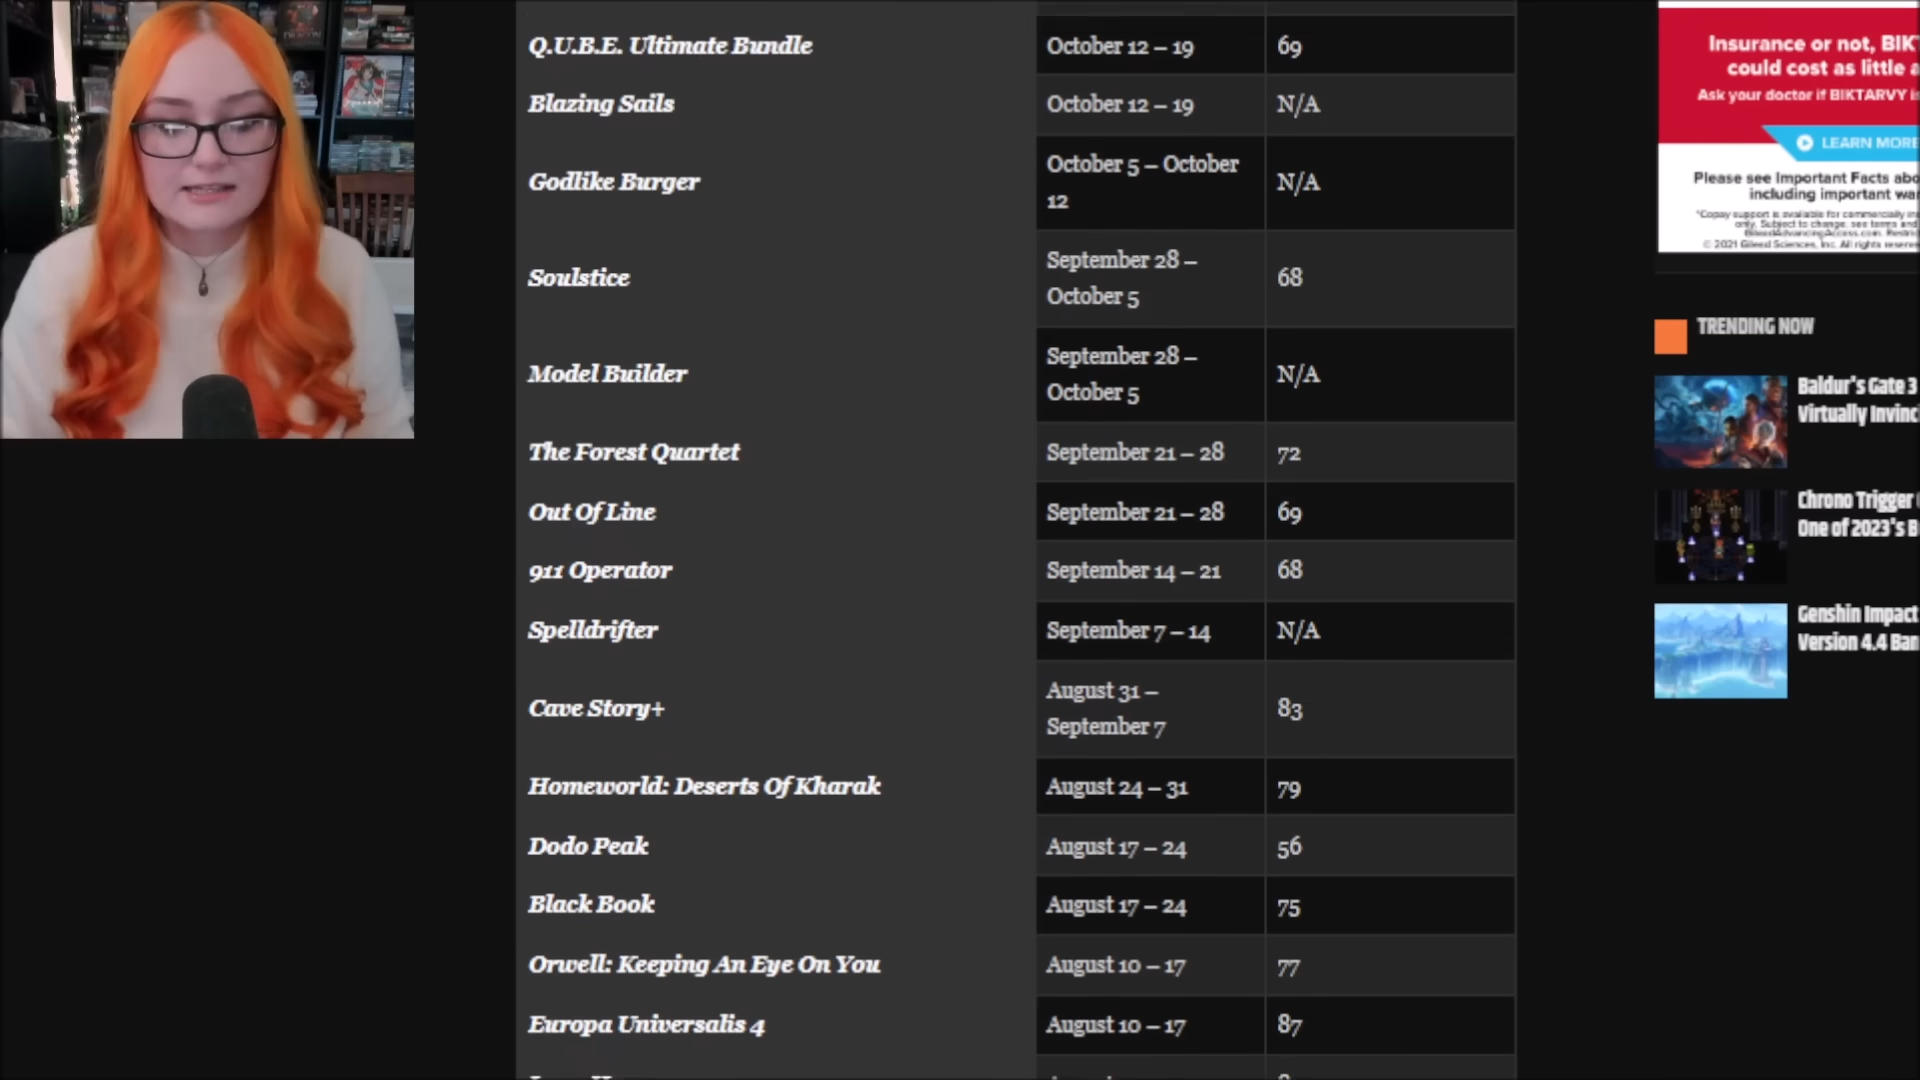 Q.U.B.E. Ultimate Bundle
October 12 – 19
69
Blazing Sails
October 12 – 19
N/A
Godlike Burger
October 5 – October
12
N/A
Soulstice
September 28 –
October 5
68
Model Builder
September 28 –
October 5
N/A
The Forest Quartet
September 21 – 28
72
Out Of Line
September 21 – 28
69
911 Operator
September 14 – 21
68
Spelldrifter
September 7 – 14
N/A
Cave Story+
August 31 –
September 7
83
Homeworld: Deserts Of Kharak
August 24 – 31
79
Dodo Peak
August 17 – 24
56
Black Book
August 17 – 24
75
Orwell: Keeping An Eye On You
August 10 – 17
77
Europa Universalis 4
August 10 – 17
87
Insurance or not,
could cost as little
Ask your doctor if BIKTARVY
LEARN MORE
Please see Important Facts
including important
TRENDING NOW
Baldur's Gate 3
Virtually
Chrono Trigger
One of 2023's
Genshin Impact
Version 4.4